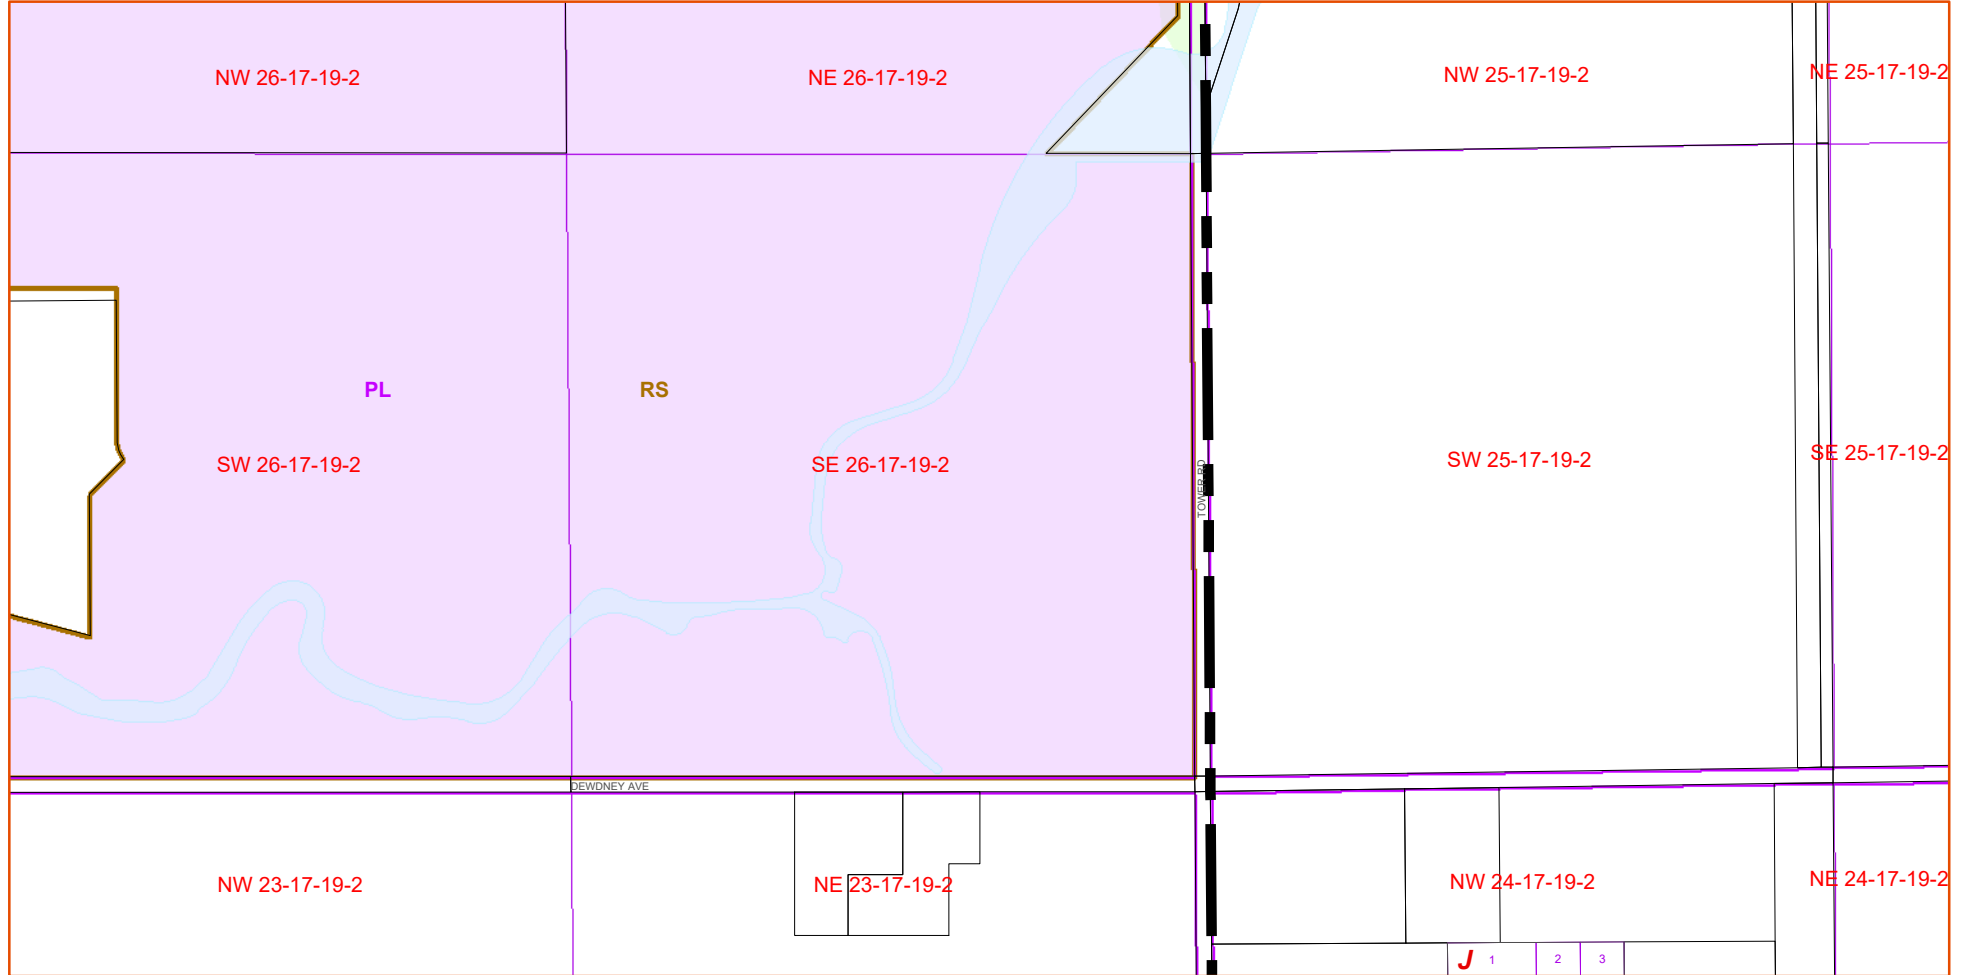 NW 26-17-19-2
NE 26-17-19-2
NW 25-17-19-2
NE 25-17-19-2
PL
RS
SW 26-17-19-2
SE 26-17-19-2
TOWER RD
SW 25-17-19-2
SE 25-17-19-2
DEWDNEY AVE
NW 23-17-19-2
NE 23-17-19-2
NW 24-17-19-2
NE 24-17-19-2
J 1 2 3